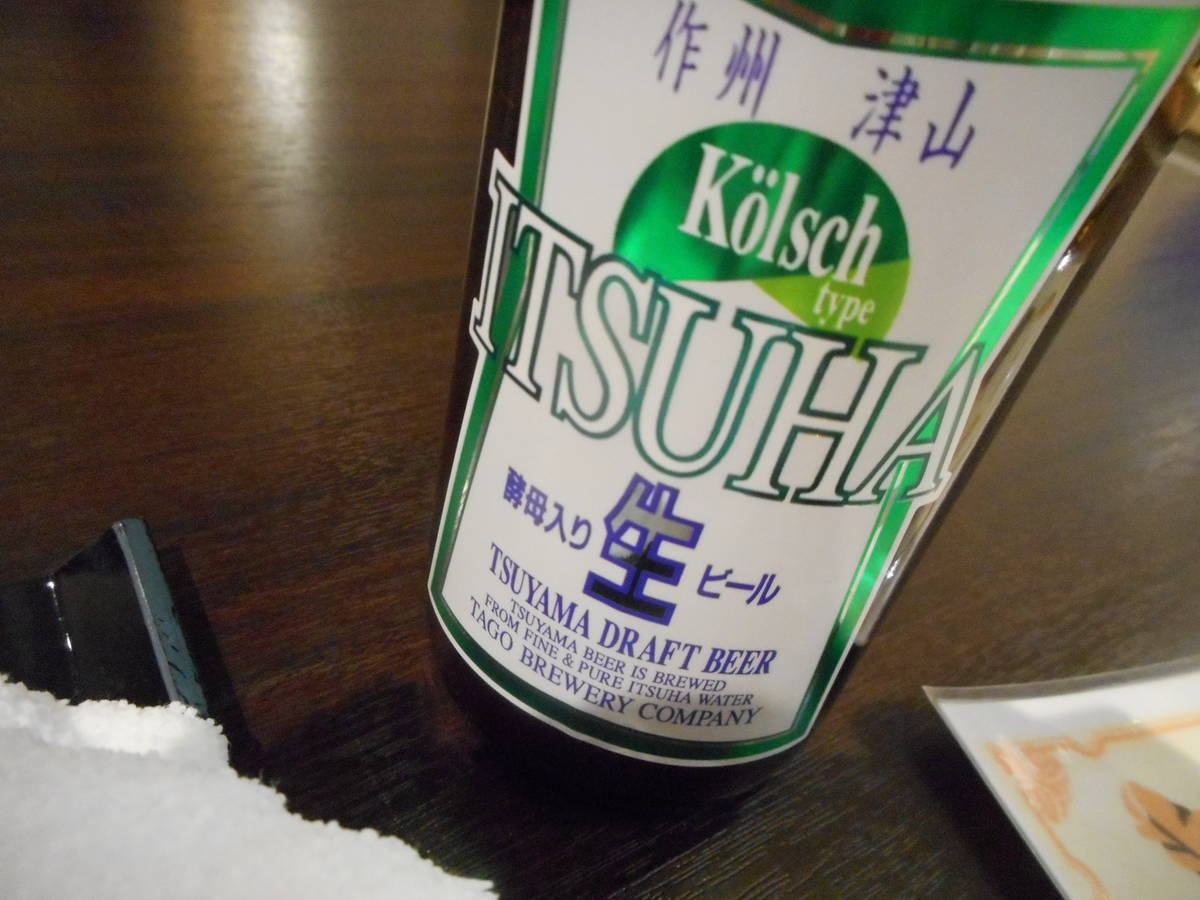 作州 津山
Kölsch
type
ITSUHA
酵母入り 生 ビール
TSUYAMA DRAFT BEER
TSUYAMA BEER IS BREWED
FROM FINE & PURE ITSUHA WATER
TAGO BREWERY COMPANY